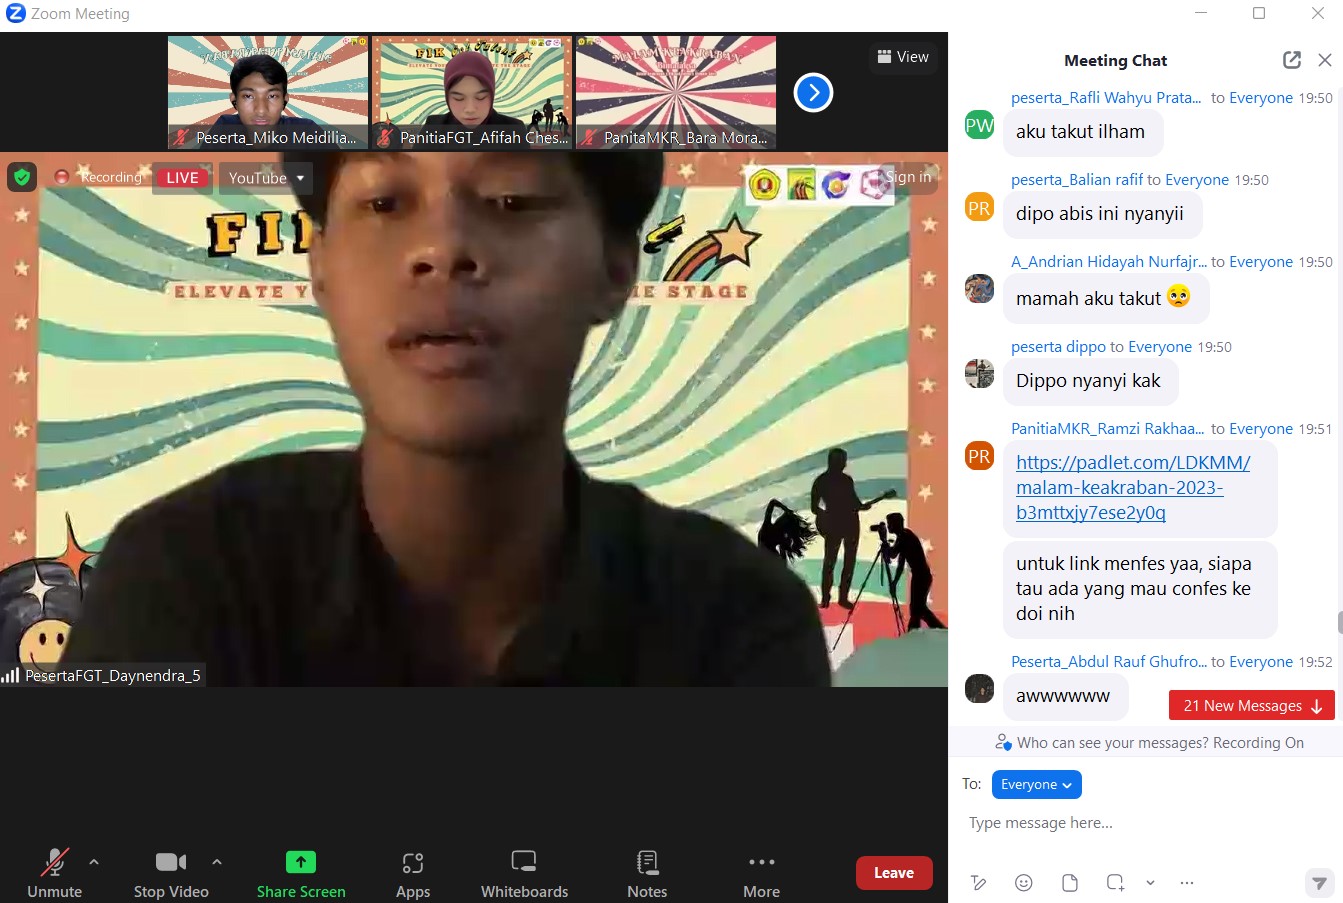 Zoom Meeting
View
Peserta_Miko Meidilia...
FIK
ELEVATE
PanitiaFGT_Afifah Ches...
MALAM KEAKRABAN
PanitaMKR_Bara Mora...
Recording
LIVE
YouTube
Sign in
FIK
ELEVATE Y
E STAGE
PesertaFGT_Daynendra_5
Unmute
Stop Video
Share Screen
Apps
Whiteboards
Notes
More
Leave
Meeting Chat
peserta_Rafli Wahyu Prata... to Everyone 19:50
PW
aku takut ilham
peserta_Balian rafif to Everyone 19:50
PR
dipo abis ini nyanyii
A_Andrian Hidayah Nurfajr... to Everyone 19:50
mamah aku takut 🥺
peserta dippo to Everyone 19:50
Dippo nyanyi kak
PanitiaMKR_Ramzi Rakhaa... to Everyone 19:51
PR
https://padlet.com/LDKMM/
malam-keakraban-2023-
b3mttxjy7ese2y0q
untuk link menfes yaa, siapa
tau ada yang mau confes ke
doi nih
Peserta_Abdul Rauf Ghufro... to Everyone 19:52
awwwwww
21 New Messages
Who can see your messages? Recording On
To: Everyone
Type message here...